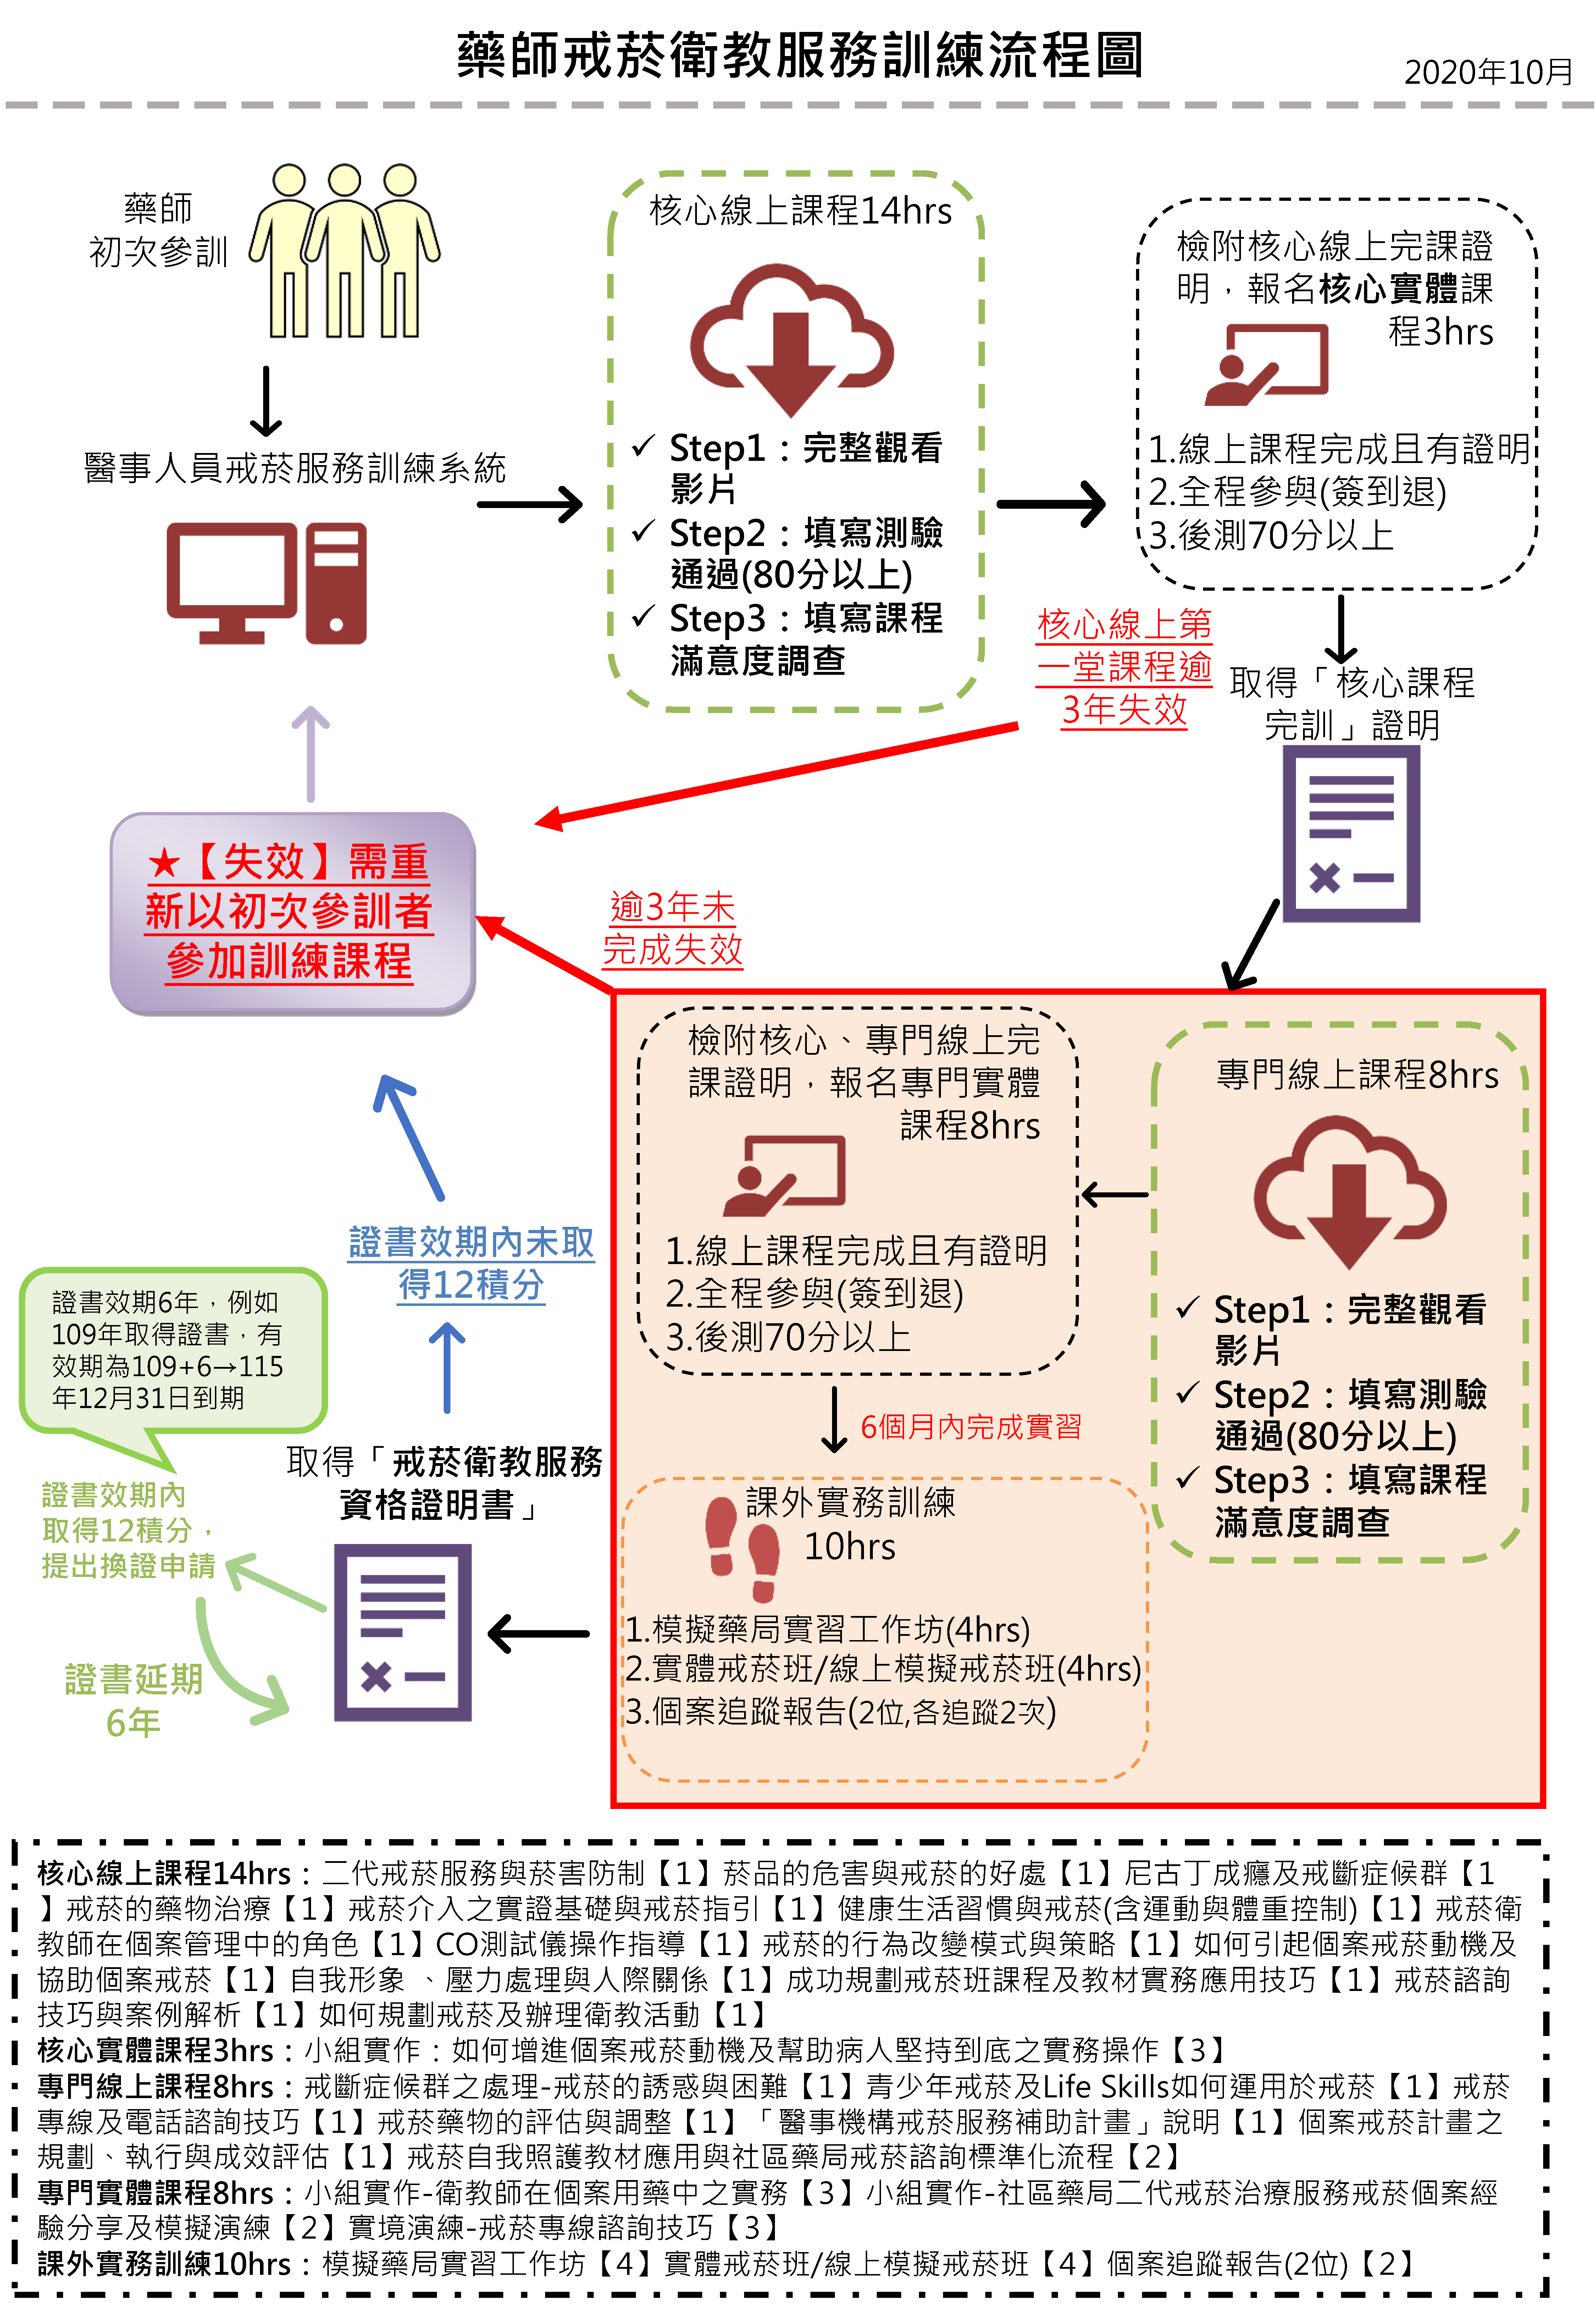 藥師戒菸衛教服務訓練流程圖
2020年10月
藥師
初次參訓
醫事人員戒菸服務訓練系統
核心線上課程14hrs
✓ Step1：完整觀看
影片
✓ Step2：填寫測驗
通過(80分以上)
✓ Step3：填寫課程
滿意度調查
檢附核心線上完課證
明，報名核心實體課
程3hrs
1.線上課程完成且有證明
2.全程參與(簽到退)
3.後測70分以上
核心線上第
一堂課程逾
3年失效
取得「核心課程
完訓」證明
★【失效】需重
新以初次參訓者
參加訓練課程
逾3年未
完成失效
專門線上課程8hrs
✓ Step1：完整觀看
影片
✓ Step2：填寫測驗
通過(80分以上)
✓ Step3：填寫課程
滿意度調查
檢附核心、專門線上完
課證明，報名專門實體
課程8hrs
1.線上課程完成且有證明
2.全程參與(簽到退)
3.後測70分以上
6個月內完成實習
課外實務訓練
10hrs
1.模擬藥局實習工作坊(4hrs)
2.實體戒菸班/線上模擬戒菸班(4hrs)
3.個案追蹤報告(2位,各追蹤2次)
取得「戒菸衛教服務
資格證明書」
證書效期內未取
得12積分
證書效期6年，例如
109年取得證書，有
效期為109+6→115
年12月31日到期
證書效期內
取得12積分，
提出換證申請
證書延期
6年
核心線上課程14hrs：二代戒菸服務與菸害防制【1】菸品的危害與戒菸的好處【1】尼古丁成癮及戒斷症候群【1
】戒菸的藥物治療【1】戒菸介入之實證基礎與戒菸指引【1】健康生活習慣與戒菸(含運動與體重控制)【1】戒菸衛
教師在個案管理中的角色【1】CO測試儀操作指導【1】戒菸的行為改變模式與策略【1】如何引起個案戒菸動機及
協助個案戒菸【1】自我形象 、壓力處理與人際關係【1】成功規劃戒菸班課程及教材實務應用技巧【1】戒菸諮詢
技巧與案例解析【1】如何規劃戒菸及辦理衛教活動【1】
核心實體課程3hrs：小組實作：如何增進個案戒菸動機及幫助病人堅持到底之實務操作【3】
專門線上課程8hrs：戒斷症候群之處理-戒菸的誘惑與困難【1】青少年戒菸及Life Skills如何運用於戒菸【1】戒菸
專線及電話諮詢技巧【1】戒菸藥物的評估與調整【1】「醫事機構戒菸服務補助計畫」說明【1】個案戒菸計畫之
規劃、執行與成效評估【1】戒菸自我照護教材應用與社區藥局戒菸諮詢標準化流程【2】
專門實體課程8hrs：小組實作-衛教師在個案用藥中之實務【3】小組實作-社區藥局二代戒菸治療服務戒菸個案經
驗分享及模擬演練【2】實境演練-戒菸專線諮詢技巧【3】
課外實務訓練10hrs：模擬藥局實習工作坊【4】實體戒菸班/線上模擬戒菸班【4】個案追蹤報告(2位)【2】